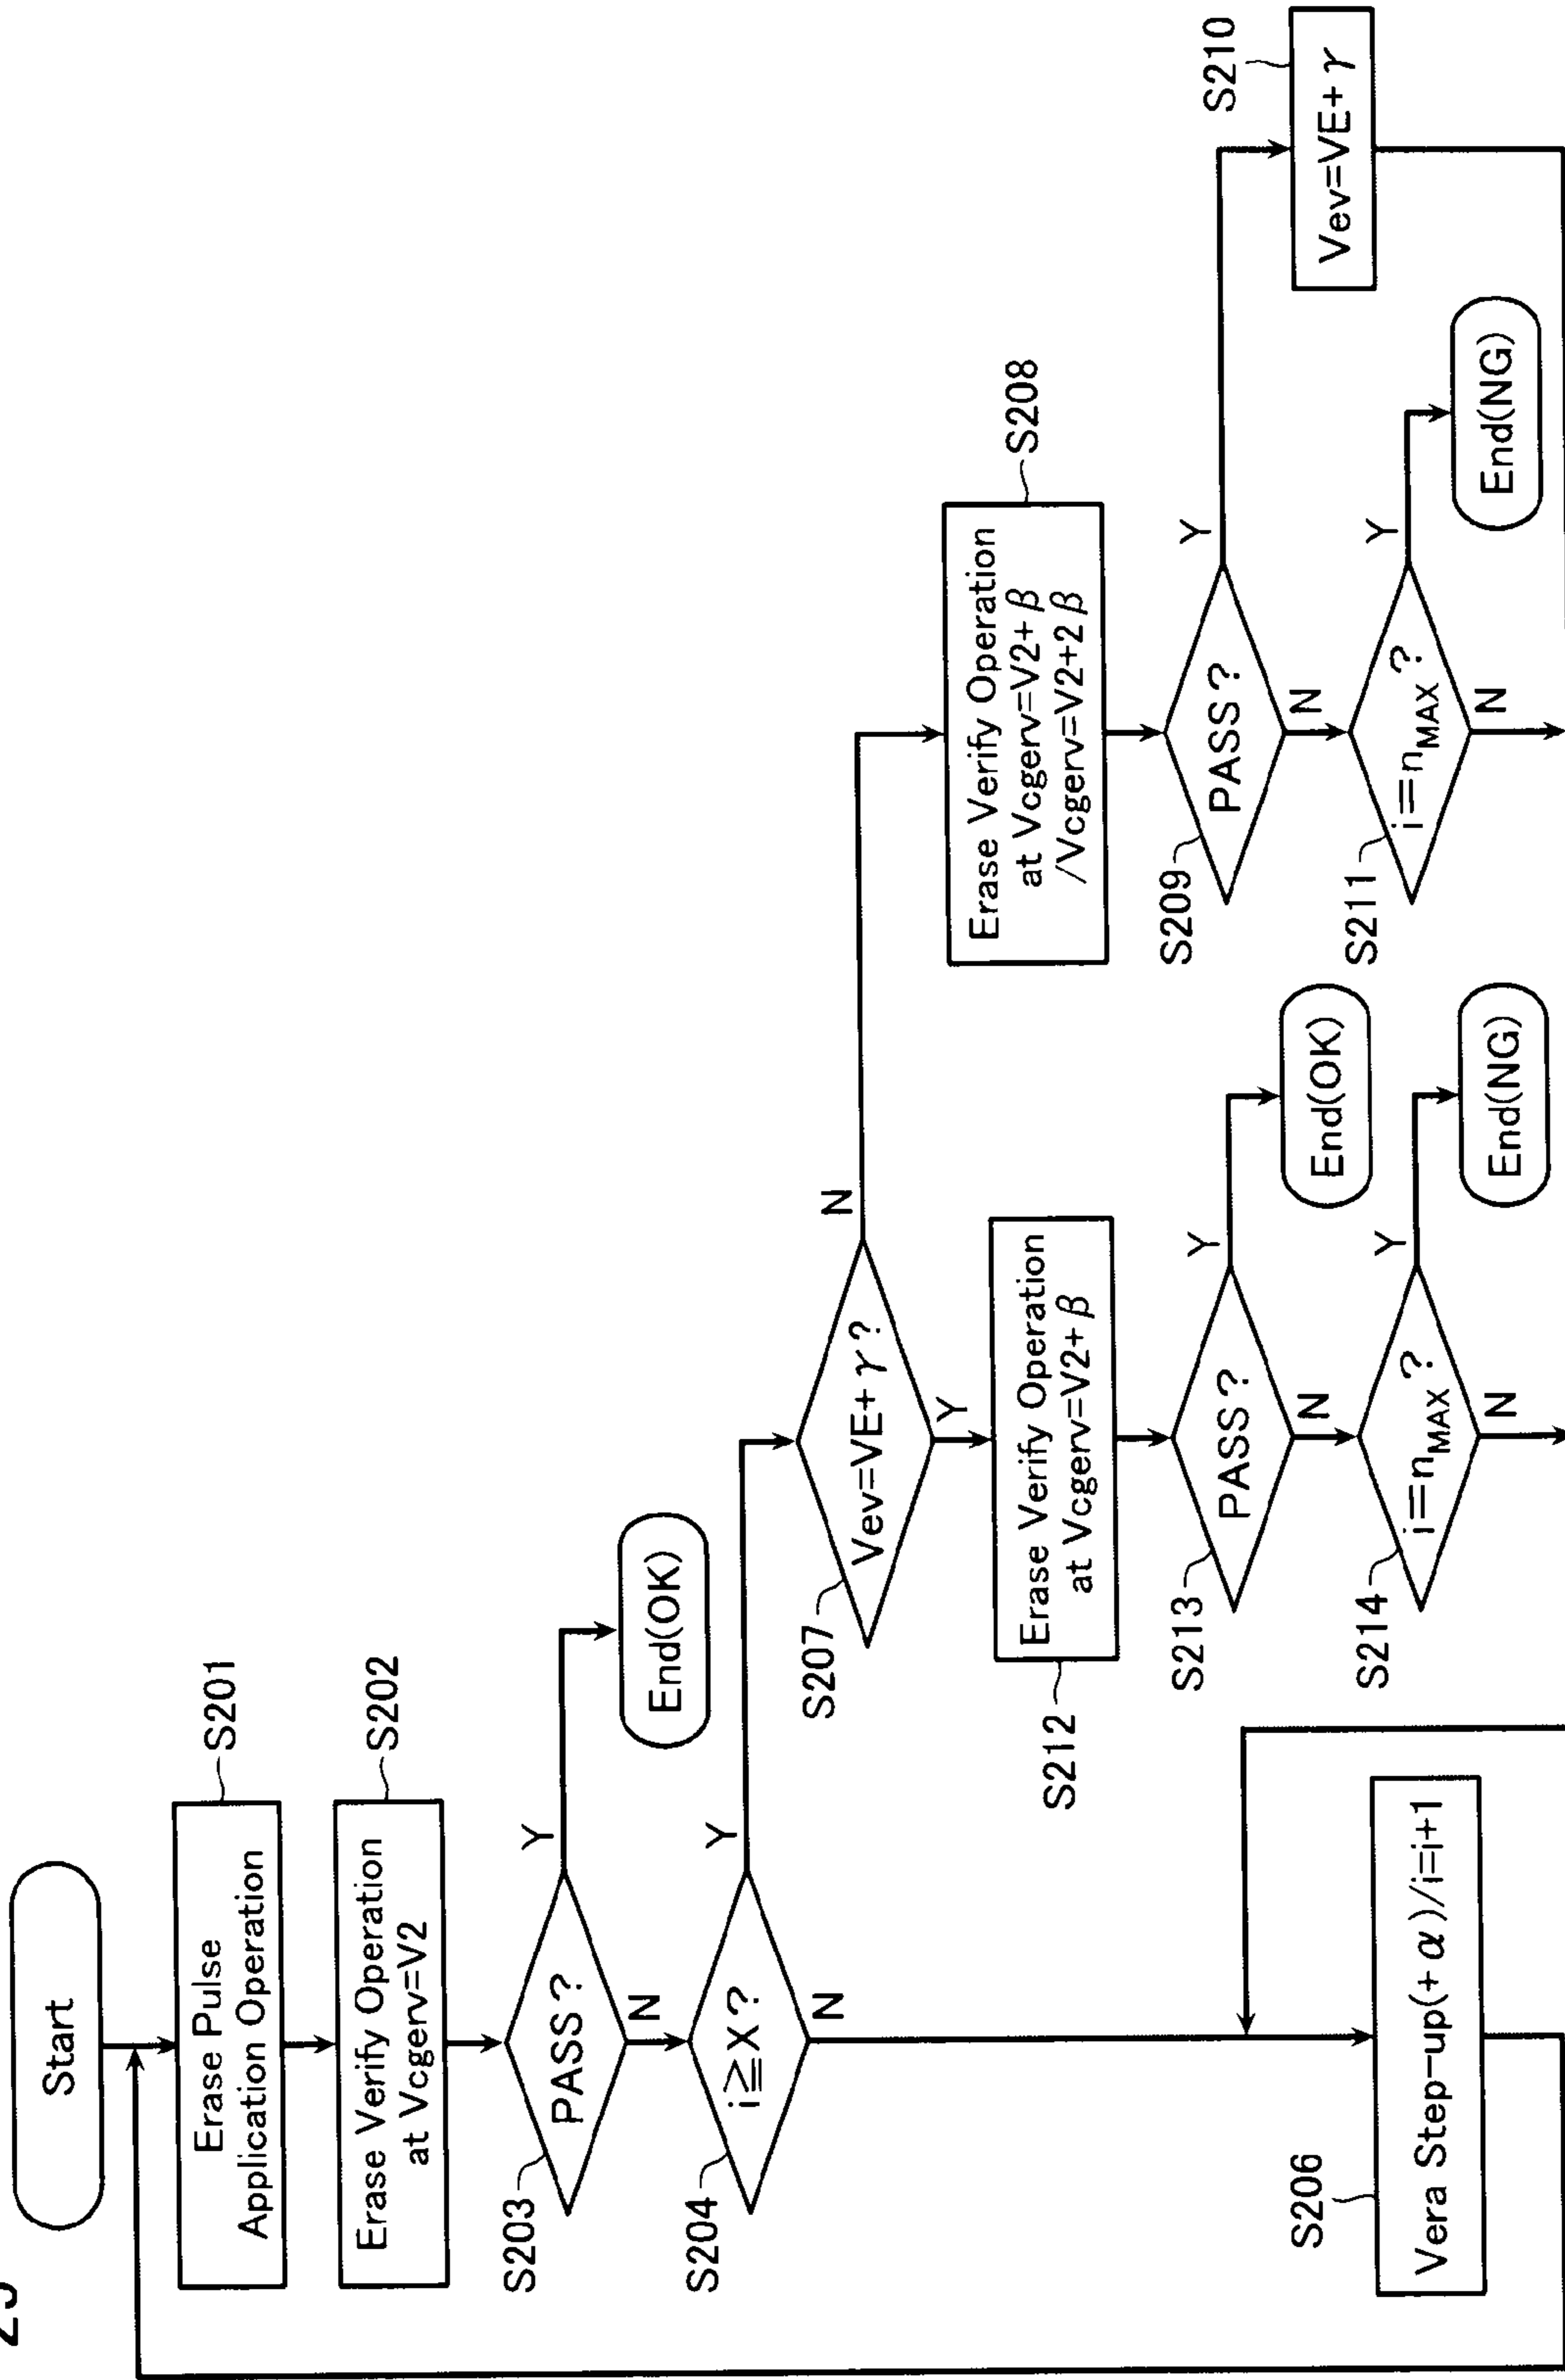 Start
S201
Erase Pulse
Application Operation
S202
Erase Verify Operation
at Vcgerv=V2
S203
PASS?
Y
N
End(OK)
S204
i≧X?
Y
N
S207
Vev=VE+γ?
N
Y
S212
Erase Verify Operation
at Vcgerv=V2+β
S208
Erase Verify Operation
at Vcgerv=V2+β
/Vcgerv=V2+2β
S213
PASS?
Y
N
End(OK)
S209
PASS?
Y
N
S210
Vev=VE+γ
S214
i=nMAX?
Y
N
End(NG)
S211
i=nMAX?
Y
N
End(NG)
S206
Vera Step-up(+α)/i=i+1